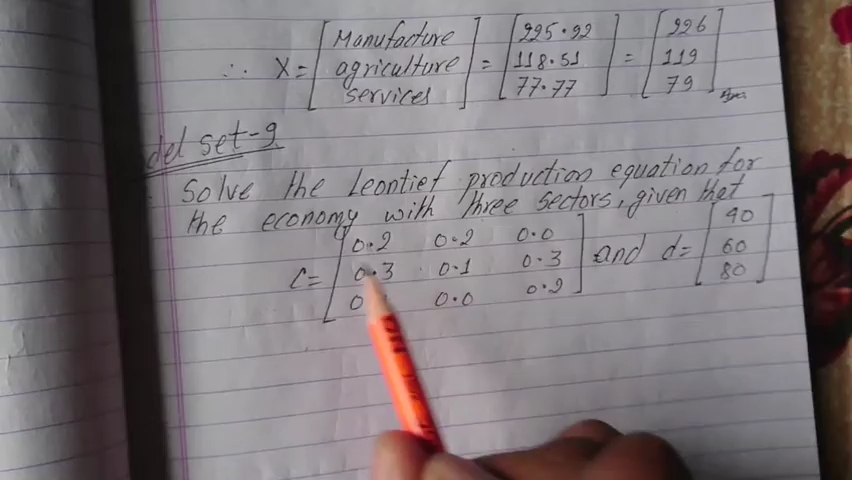 ∴ X = [Manufacture agriculture services] = [225.92 118.51 77.77] = [226 119 79]
del set-9
Solve the Leontief production equation for
the economy with three sectors, given that
C = [0.2 0.2 0.0
0.3 0.1 0.3
0. 0.0 0.2] and d = [40 60 80]